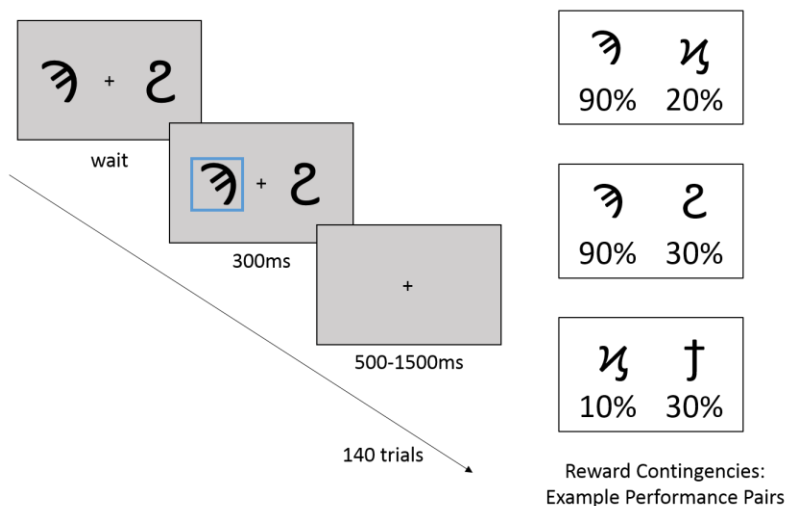 Ϡ + Ƨ
wait
Ϡ + Ƨ
300ms
+
500-1500ms
140 trials
Ϡ ϗ
90% 20%
Ϡ Ƨ
90% 30%
ϗ Ϯ
10% 30%
Reward Contingencies:
Example Performance Pairs